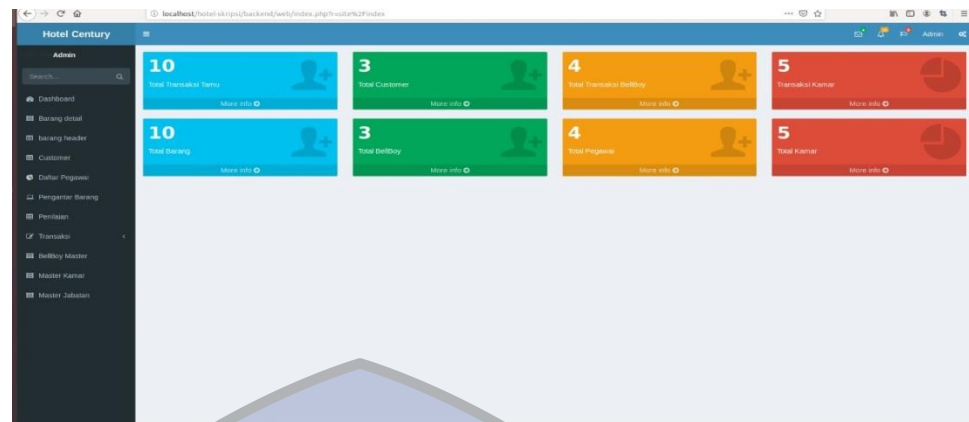 localhost/hotel-skripsi/backend/web/index.php?r=site%2Findex
Hotel Century
Admin
Admin
Search...
Dashboard
Barang detail
barang header
Customer
Daftar Pegawai
Pengantar Barang
Penilaian
Transaksi
BellBoy Master
Master Kamar
Master Jabatan
10
Total Transaksi Tamu
More info
3
Total Customer
More info
4
Total Transaksi BellBoy
More info
5
Transaksi Kamar
More info
10
Total Barang
More info
3
Total BellBoy
More info
4
Total Pegawai
More info
5
Total Kamar
More info